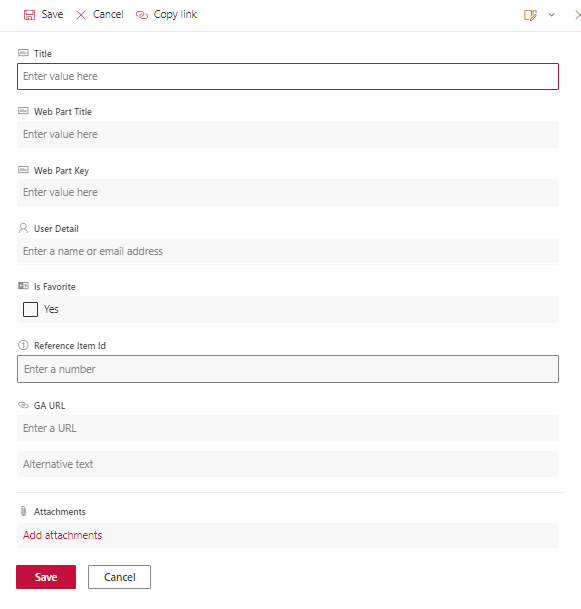 Save Cancel Copy link
Title
Enter value here
Web Part Title
Enter value here
Web Part Key
Enter value here
User Detail
Enter a name or email address
Is Favorite
Yes
Reference Item Id
Enter a number
GA URL
Enter a URL
Alternative text
Attachments
Add attachments
Save Cancel